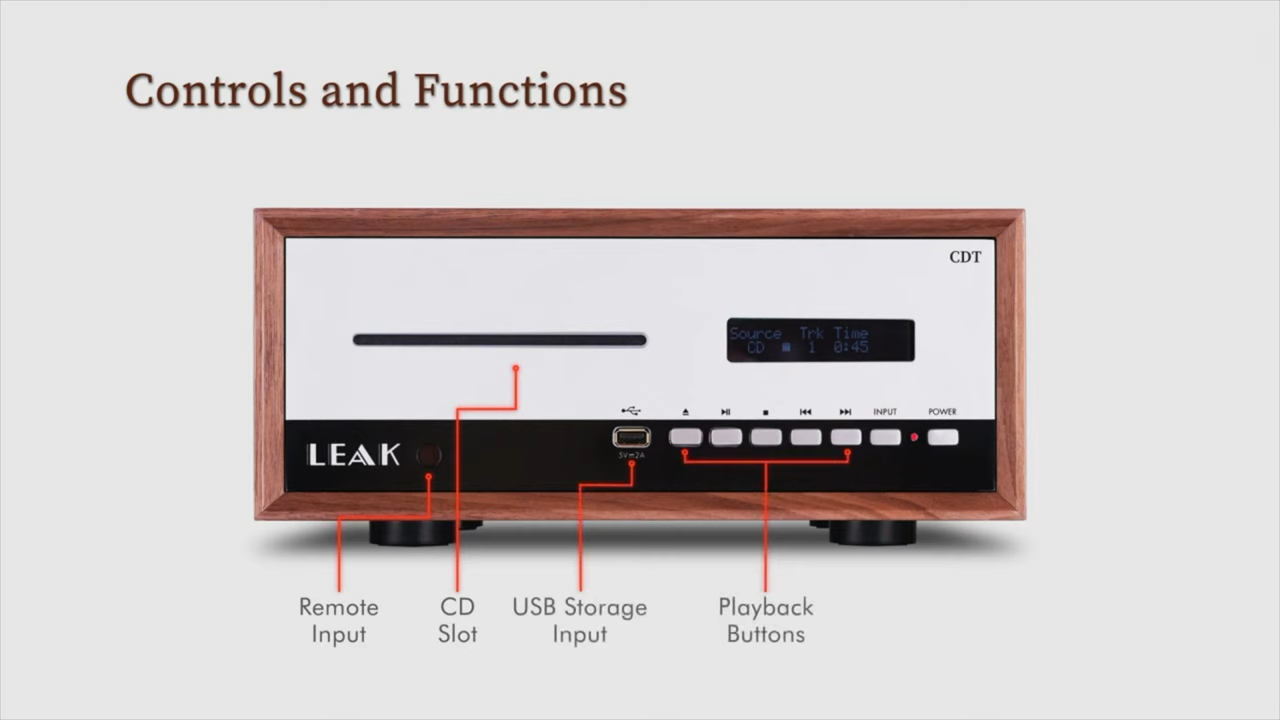 Controls and Functions
CDT
Source Trk Time
CD 1 0:45
INPUT
POWER
LEAK
5V=2A
Remote
Input
CD
Slot
USB Storage
Input
Playback
Buttons